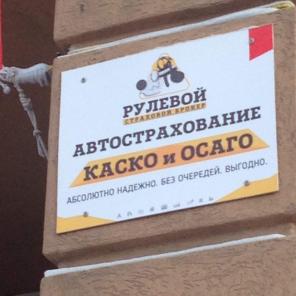 РУЛЕВОЙ
СТРАХОВОЙ БРОКЕР
АВТОСТРАХОВАНИЕ
КАСКО и ОСАГО
АБСОЛЮТНО НАДЕЖНО. БЕЗ ОЧЕРЕДЕЙ. ВЫГОДНО.